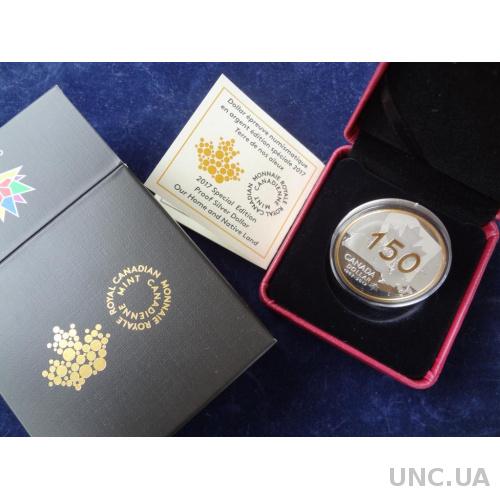 Dollar épreuve numismatique
en argent édition spéciale 2017
Terre de nos aïeux
MONNAIE ROYALE CANADIENNE
ROYAL CANADIAN MINT
2017 Special Edition
Proof Silver Dollar
Our Home and Native Land
ROYAL CANADIAN MINT
MONNAIE ROYALE CANADIENNE
150
CANADA
DOLLAR
1867-2017
UNC.UA